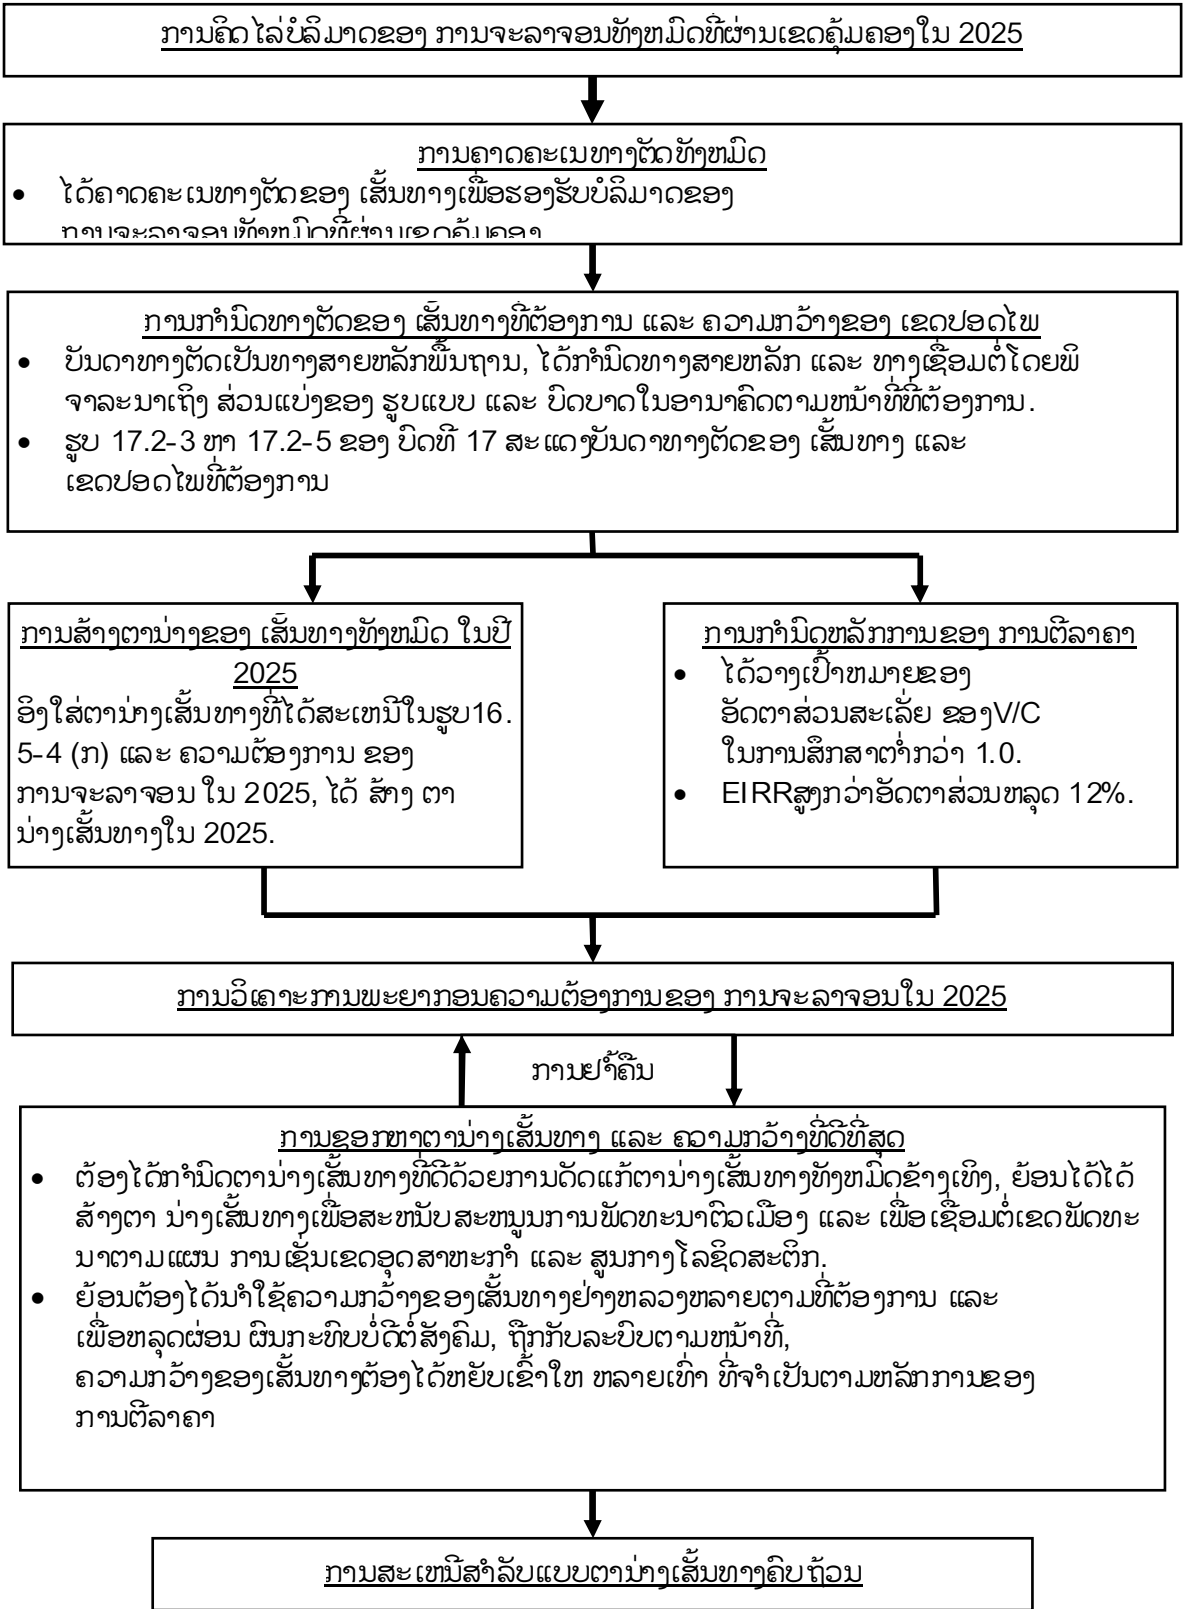 ການຄິດໄລ່ບໍລິມາດຂອງ ການຈະລາຈອນທັງຫມົດທີ່ຜ່ານເຂດຄຸ້ມຄອງໃນ 2025
ການຄາດຄະເນທາງຕັດທັງຫມົດ
• ໄດ້ຄາດຄະເນທາງຕັດຂອງ ເສັ້ນທາງເພື່ອຮອງຮັບບໍລິມາດຂອງ
ການຈະລາຈອນທັງຫມົດທີ່ຜ່ານເຂດຄຸ້ມຄອງ
ການກຳນົດທາງຕັດຂອງ ເສັ້ນທາງທີ່ຕ້ອງການ ແລະ ຄວາມກວ້າງຂອງ ເຂດປອດໄພ
• ບັນດາທາງຕັດເປັນທາງສາຍຫລັກພື້ນຖານ, ໄດ້ກຳນົດທາງສາຍຫລັກ ແລະ ທາງເຊື່ອມຕໍ່ໂດຍພິ
ຈາລະນາເຖິງ ສ່ວນແບ່ງຂອງ ຮູບແບບ ແລະ ບົດບາດໃນອານາຄົດຕາມຫນ້າທີ່ທີ່ຕ້ອງການ.
• ຮູບ 17.2-3 ຫາ 17.2-5 ຂອງ ບົດທີ 17 ສະແດງບັນດາທາງຕັດຂອງ ເສັ້ນທາງ ແລະ
ເຂດປອດໄພທີ່ຕ້ອງການ
ການສ້າງຕານ່າງຂອງ ເສັ້ນທາງທັງຫມົດ ໃນປີ
2025
ອິງໃສ່ຕານ່າງເສັ້ນທາງທີ່ໄດ້ສະເຫນີໃນຮູບ16.
5-4 (ກ) ແລະ ຄວາມຕ້ອງການ ຂອງ
ການຈະລາຈອນ ໃນ 2025, ໄດ້ ສ້າງ ຕາ
ນ່າງເສັ້ນທາງໃນ 2025.
ການກຳນົດຫລັກການຂອງ ການຕີລາຄາ
• ໄດ້ວາງເປົ້າຫມາຍຂອງ
ອັດຕາສ່ວນສະເລັ່ຍ ຂອງV/C
ໃນການສຶກສາຕ່ຳກວ່າ 1.0.
• EIRRສູງກວ່າອັດຕາສ່ວນຫລຸດ 12%.
ການວິເຄາະການພະຍາກອນຄວາມຕ້ອງການຂອງ ການຈະລາຈອນໃນ 2025
ການຢ້ຳຄືນ
ການຊອກຫາຕານ່າງເສັ້ນທາງ ແລະ ຄວາມກວ້າງທີ່ດີທີ່ສຸດ
• ຕ້ອງໄດ້ກຳນົດຕານ່າງເສັ້ນທາງທີ່ດີດ້ວຍການດັດແກ້ຕານ່າງເສັ້ນທາງທັງຫມົດຂ້າງເທິງ, ຍ້ອນໄດ້ໄດ້
ສ້າງຕາ ນ່າງເສັ້ນທາງເພື່ອສະຫນັບສະຫນູນການພັດທະນາຕົວເມືອງ ແລະ ເພື່ອເຊື່ອມຕໍ່ເຂດພັດທະ
ນາຕາມແຜນ ການເຊັ່ນເຂດອຸດສາຫະກຳ ແລະ ສູນກາງໂລຊິດສະຕິກ.
• ຍ້ອນຕ້ອງໄດ້ນຳໃຊ້ຄວາມກວ້າງຂອງເສັ້ນທາງຢ່າງຫລວງຫລາຍຕາມທີ່ຕ້ອງການ ແລະ
ເພື່ອຫລຸດຜ່ອນ ຜົນກະທົບບໍ່ດີຕໍ່ສັງຄົມ, ຖືກກັບລະບົບຕາມຫນ້າທີ່,
ຄວາມກວ້າງຂອງເສັ້ນທາງຕ້ອງໄດ້ຫຍັບເຂົ້າໃຫ ຫລາຍເທົ່າ ທີ່ຈຳເປັນຕາມຫລັກການຂອງ
ການຕີລາຄາ
ການສະເຫນີສຳລັບແບບຕານ່າງເສັ້ນທາງຄົບຖ້ວນ